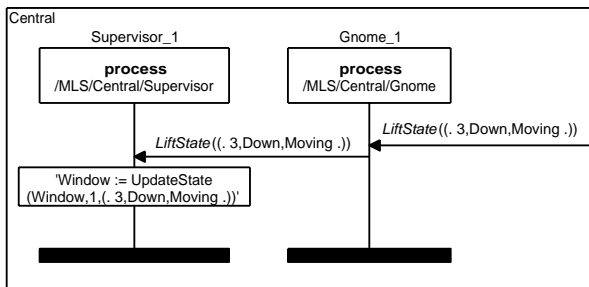 Central
Supervisor_1
Gnome_1
process
/MLS/Central/Supervisor
process
/MLS/Central/Gnome
LiftState((. 3,Down,Moving .))
LiftState((. 3,Down,Moving .))
'Window := UpdateState
(Window,1,(. 3,Down,Moving .))'